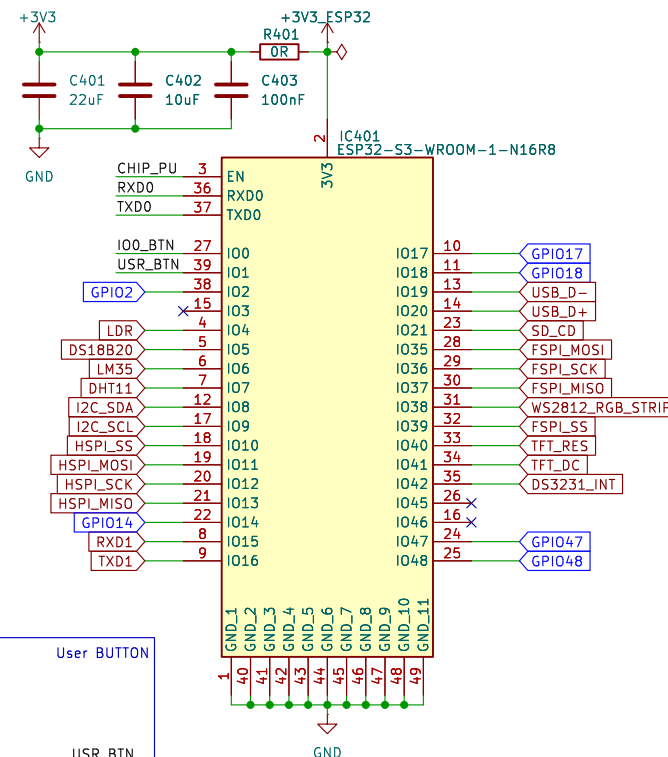 +3V3
+3V3_ESP32
R401
0R
C401
22uF
C402
10uF
C403
100nF
GND
2
IC401
ESP32-S3-WROOM-1-N16R8
3V3
CHIP_PU 3 EN
RXD0 36 RXD0
TXD0 37 TXD0
IO0_BTN 27 IO0
USR_BTN 39 IO1
GPIO2 38 IO2
15 IO3
LDR 4 IO4
DS18B20 5 IO5
LM35 6 IO6
DHT11 7 IO7
I2C_SDA 12 IO8
I2C_SCL 17 IO9
HSPI_SS 18 IO10
HSPI_MOSI 19 IO11
HSPI_SCK 20 IO12
HSPI_MISO 21 IO13
GPIO14 22 IO14
RXD1 8 IO15
TXD1 9 IO16
IO17 10 GPIO17
IO18 11 GPIO18
IO19 13 USB_D-
IO20 14 USB_D+
IO21 23 SD_CD
IO35 28 FSPI_MOSI
IO36 29 FSPI_SCK
IO37 30 FSPI_MISO
IO38 31 WS2812_RGB_STRIP
IO39 32 FSPI_SS
IO40 33 TFT_RES
IO41 34 TFT_DC
IO42 35 DS3231_INT
IO45 26
IO46 16
IO47 24 GPIO47
IO48 25 GPIO48
GND_1 1
GND_2 40
GND_3 41
GND_4 42
GND_5 43
GND_6 44
GND_7 45
GND_8 46
GND_9 47
GND_10 48
GND_11 49
GND
User BUTTON
USR_BTN